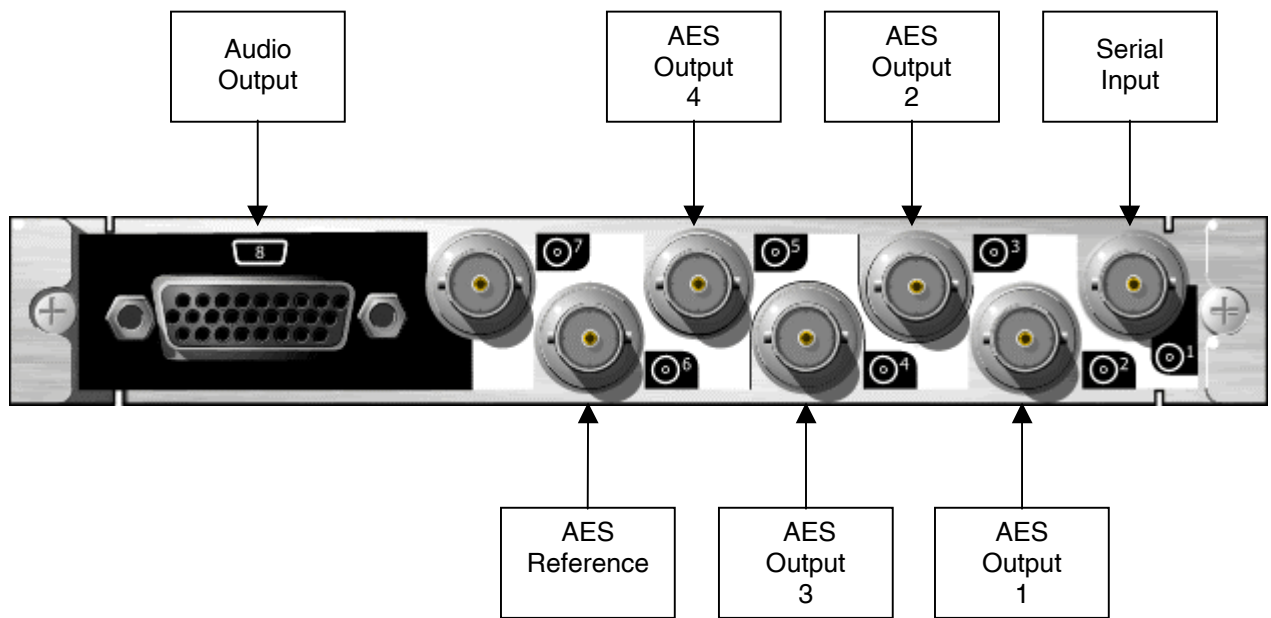 Audio
Output
AES
Output
4
AES
Output
2
Serial
Input
8
7
5
3
6
4
2
1
AES
Reference
AES
Output
3
AES
Output
1